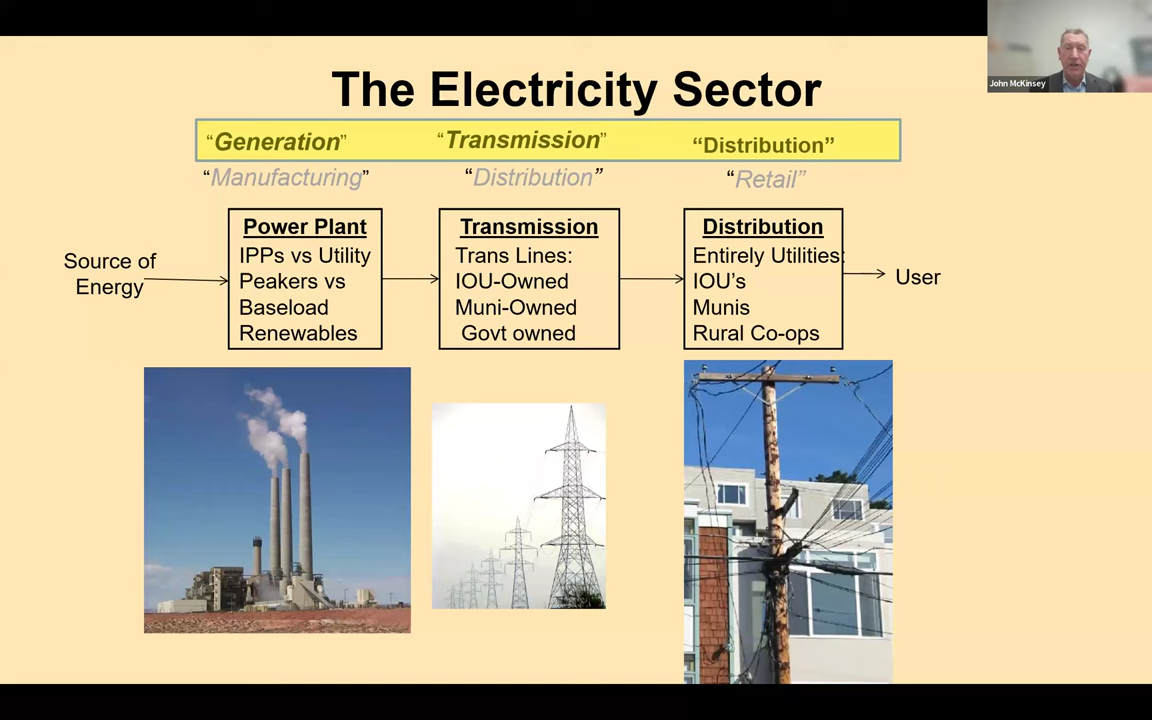 John McKinsey
The Electricity Sector
“Generation” “Transmission” “Distribution”
“Manufacturing” “Distribution” “Retail”
Source of
Energy
Power Plant
IPPs vs Utility
Peakers vs
Baseload
Renewables
Transmission
Trans Lines:
IOU-Owned
Muni-Owned
Govt owned
Distribution
Entirely Utilities:
IOU’s
Munis
Rural Co-ops
User